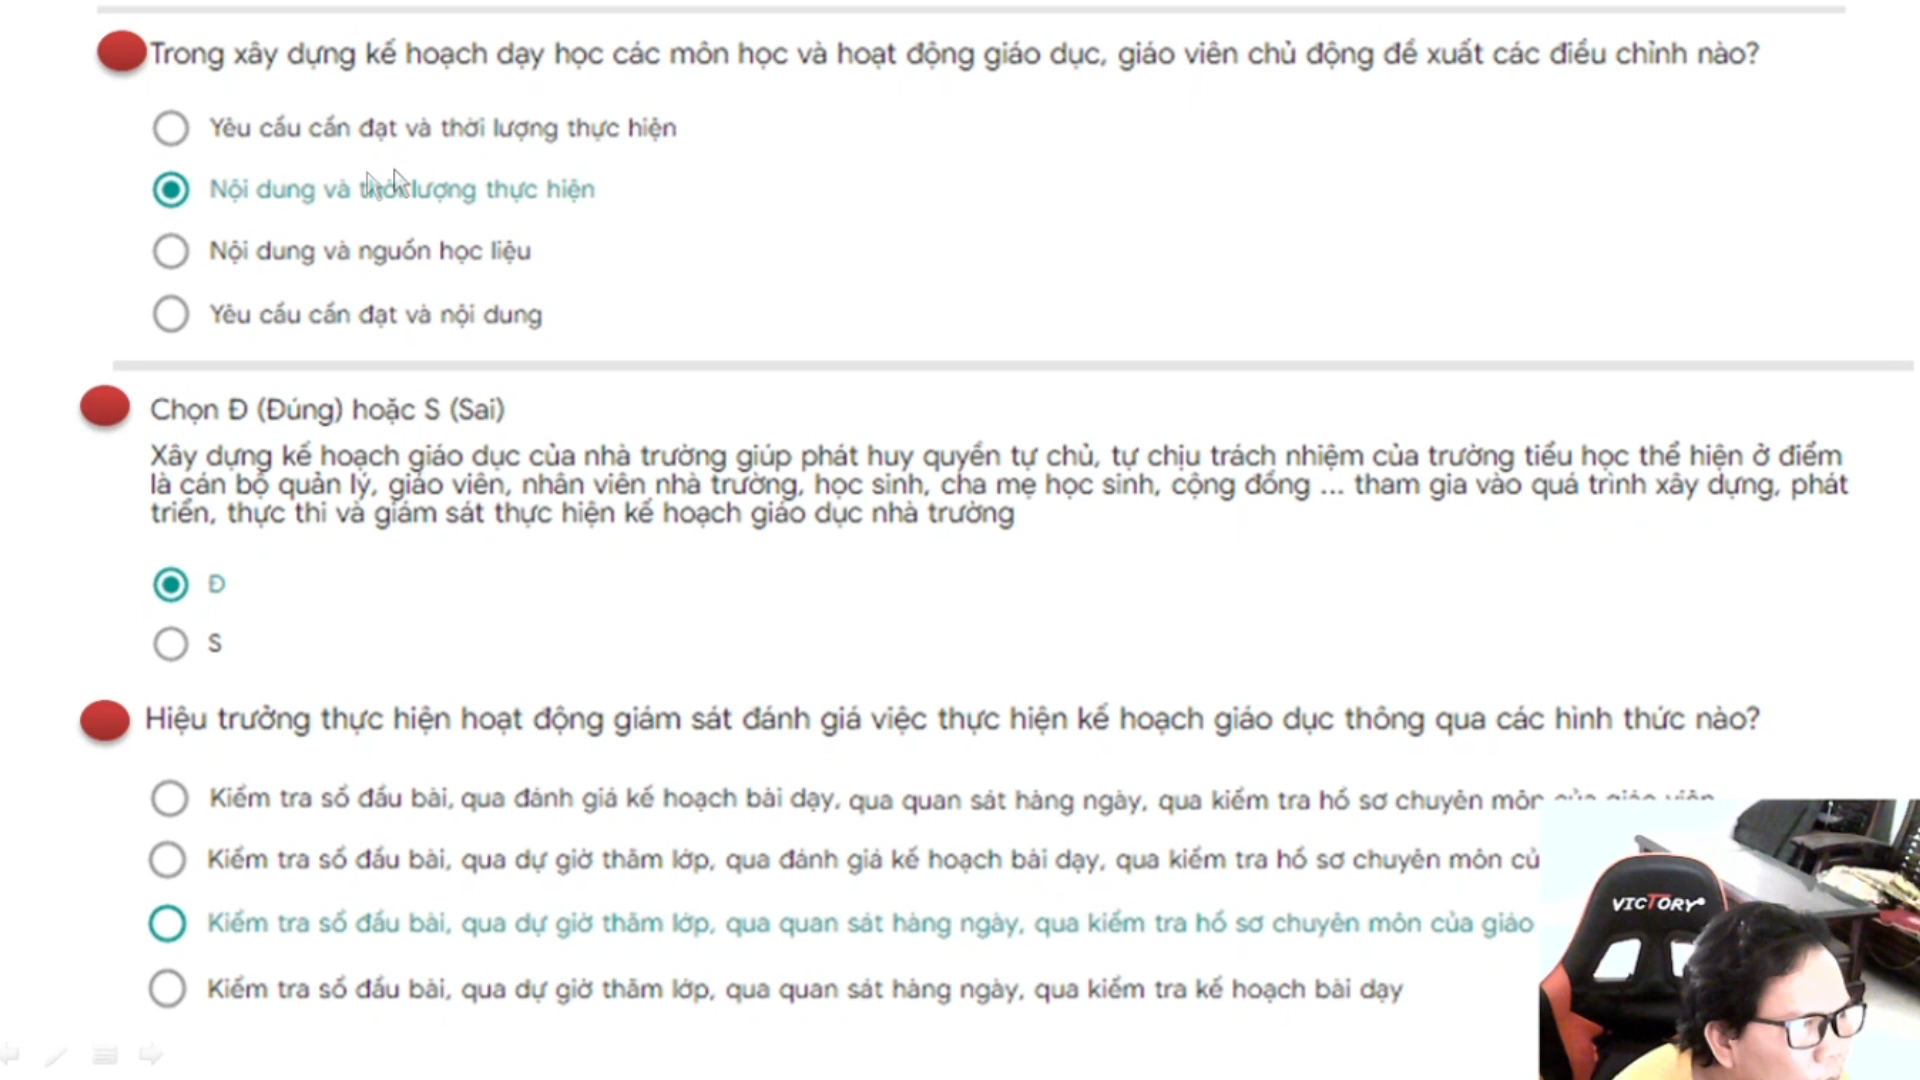 Trong xây dựng kế hoạch dạy học các môn học và hoạt động giáo dục, giáo viên chủ động đề xuất các điều chỉnh nào?
Yêu cầu cần đạt và thời lượng thực hiện
Nội dung và thời lượng thực hiện
Nội dung và nguồn học liệu
Yêu cầu cần đạt và nội dung
Chọn Đ (Đúng) hoặc S (Sai)
Xây dựng kế hoạch giáo dục của nhà trường giúp phát huy quyền tự chủ, tự chịu trách nhiệm của trường tiểu học thể hiện ở điểm
là cán bộ quản lý, giáo viên, nhân viên nhà trường, học sinh, cha mẹ học sinh, cộng đồng ... tham gia vào quá trình xây dựng, phát
triển, thực thi và giám sát thực hiện kế hoạch giáo dục nhà trường
Đ
S
Hiệu trưởng thực hiện hoạt động giám sát đánh giá việc thực hiện kế hoạch giáo dục thông qua các hình thức nào?
Kiểm tra sổ đầu bài, qua đánh giá kế hoạch bài dạy, qua quan sát hàng ngày, qua kiểm tra hồ sơ chuyên môn của giáo viên
Kiểm tra sổ đầu bài, qua dự giờ thăm lớp, qua đánh giá kế hoạch bài dạy, qua kiểm tra hồ sơ chuyên môn củ
Kiểm tra sổ đầu bài, qua dự giờ thăm lớp, qua quan sát hàng ngày, qua kiểm tra hồ sơ chuyên môn của giáo
Kiểm tra sổ đầu bài, qua dự giờ thăm lớp, qua quan sát hàng ngày, qua kiểm tra kế hoạch bài dạy
VICTORY